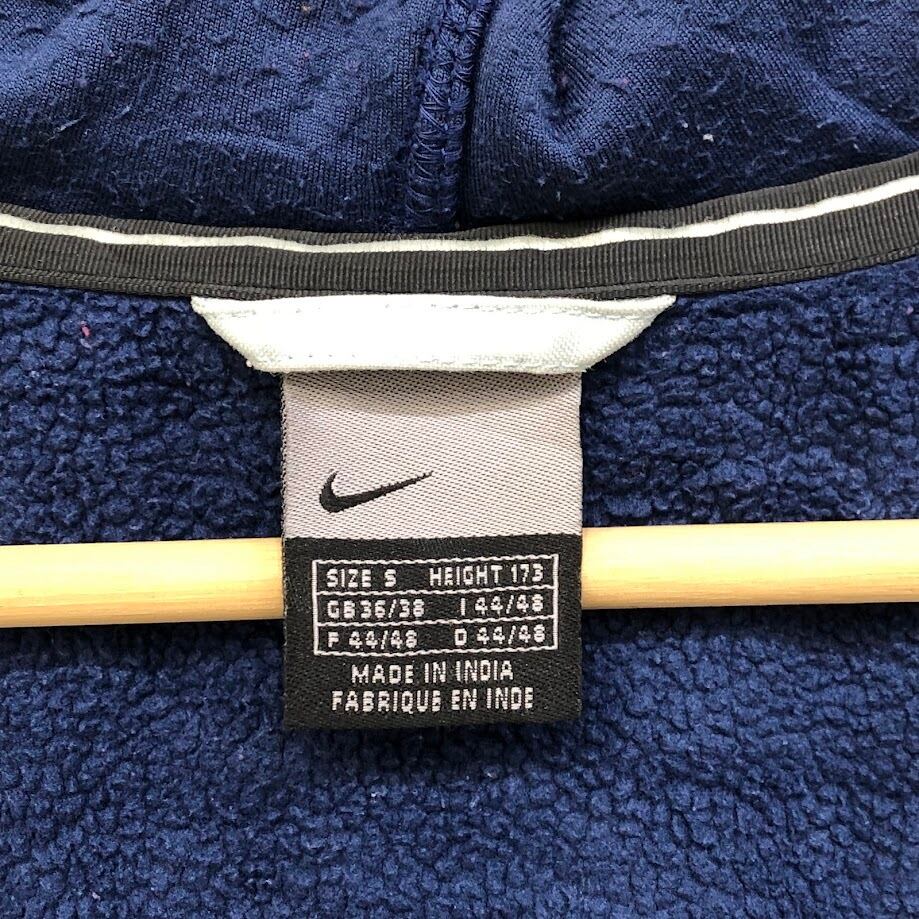 SIZE S HEIGHT 173
GB 36/38 I 44/48
F 44/48 D 44/48
MADE IN INDIA
FABRIQUE EN INDE